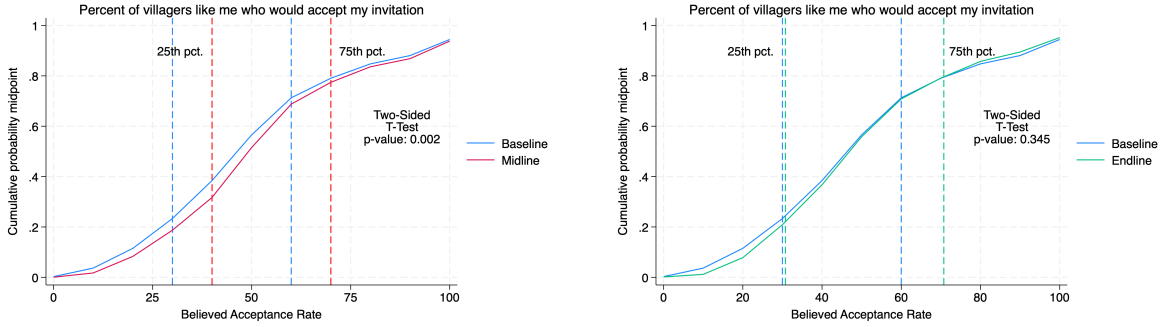 Percent of villagers like me who would accept my invitation
Cumulative probability midpoint
1
.8
.6
.4
.2
0
25th pct.
75th pct.
Two-Sided
T-Test
p-value: 0.002
Baseline
Midline
0
25
50
75
100
Believed Acceptance Rate
Percent of villagers like me who would accept my invitation
Cumulative probability midpoint
1
.8
.6
.4
.2
0
25th pct.
75th pct.
Two-Sided
T-Test
p-value: 0.345
Baseline
Endline
0
20
40
60
80
100
Believed Acceptance Rate